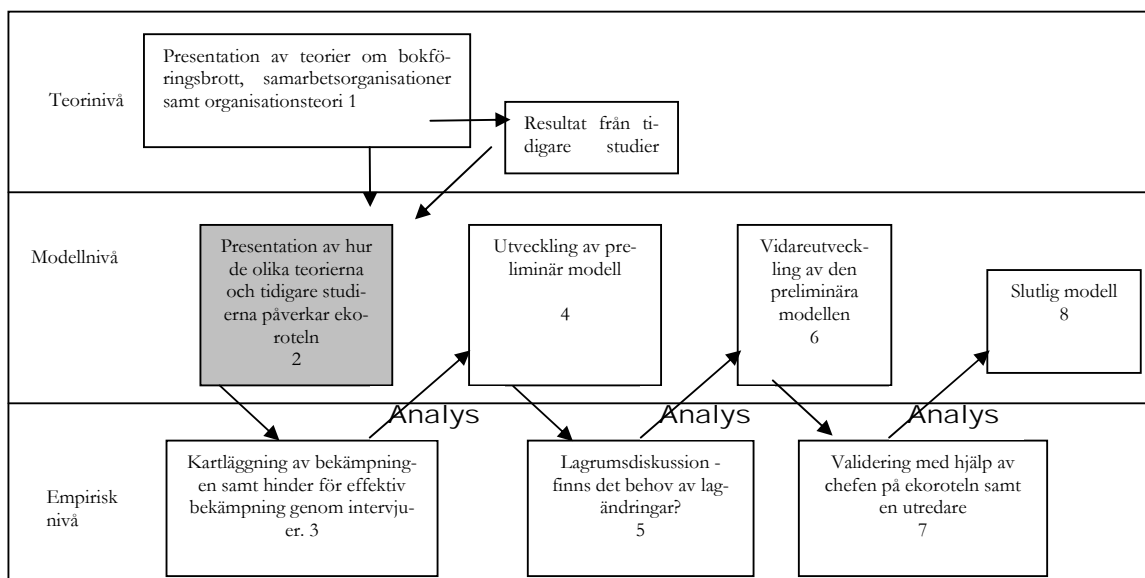 Teorinivå
Presentation av teorier om bokfö-
ringsbrott, samarbetsorganisationer
samt organisationsteori 1
Resultat från ti-
digare studier
Modellnivå
Presentation av hur
de olika teorierna
och tidigare studi-
erna påverkar eko-
roteln
2
Utveckling av pre-
liminär modell
4
Vidareutveck-
ling av den
preliminära
modellen
6
Slutlig modell
8
Analys
Analys
Analys
Empirisk
nivå
Kartläggning av bekämpning-
en samt hinder för effektiv
bekämpning genom intervju-
er. 3
Lagrumsdiskussion -
finns det behov av lag-
ändringar?
5
Validering med hjälp av
chefen på ekoroteln samt
en utredare
7